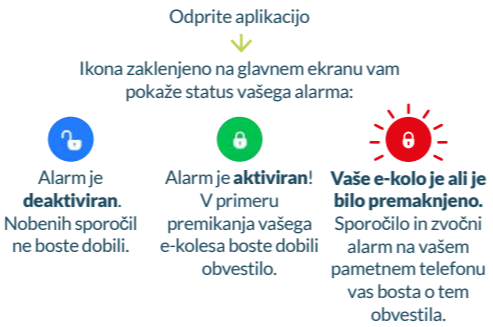 Odprite aplikacijo
Ikona zaklenjeno na glavnem ekranu vam
pokaže status vašega alarma:
Alarm je
deaktiviran.
Nobenih sporočil
ne boste dobili.
Alarm je aktiviran!
V primeru
premikanja vašega
e-kolesa boste dobili
obvestilo.
Vaše e-kolo je ali je
bilo premaknjeno.
Sporočilo in zvočni
alarm na vašem
pametnem telefonu
vas bosta o tem
obvestila.